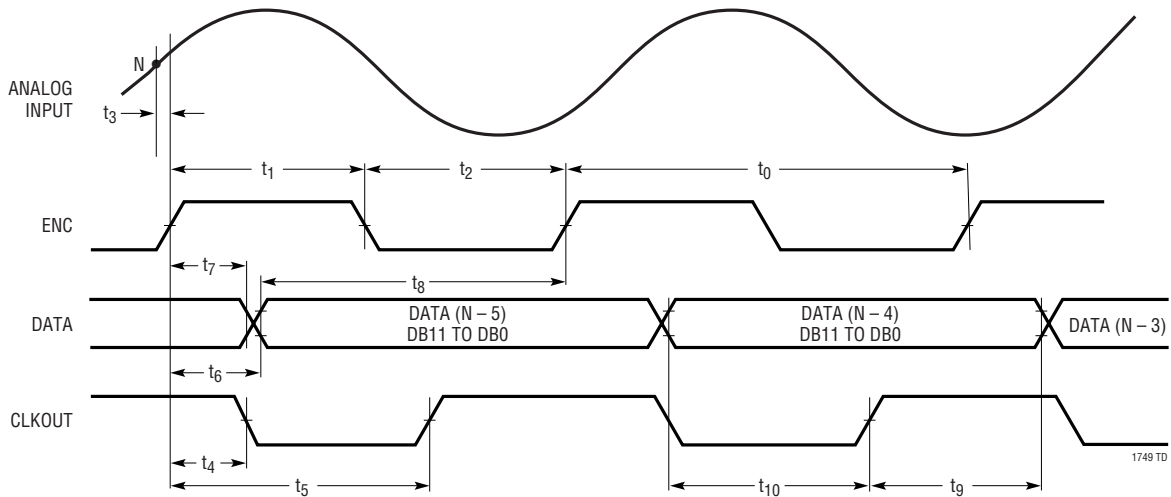 N
ANALOG
INPUT
t3
t1
t2
t0
ENC
t7
t8
DATA
DATA (N – 5)
DB11 TO DB0
DATA (N – 4)
DB11 TO DB0
DATA (N – 3)
t6
CLKOUT
1749 TD
t4
t5
t10
t9